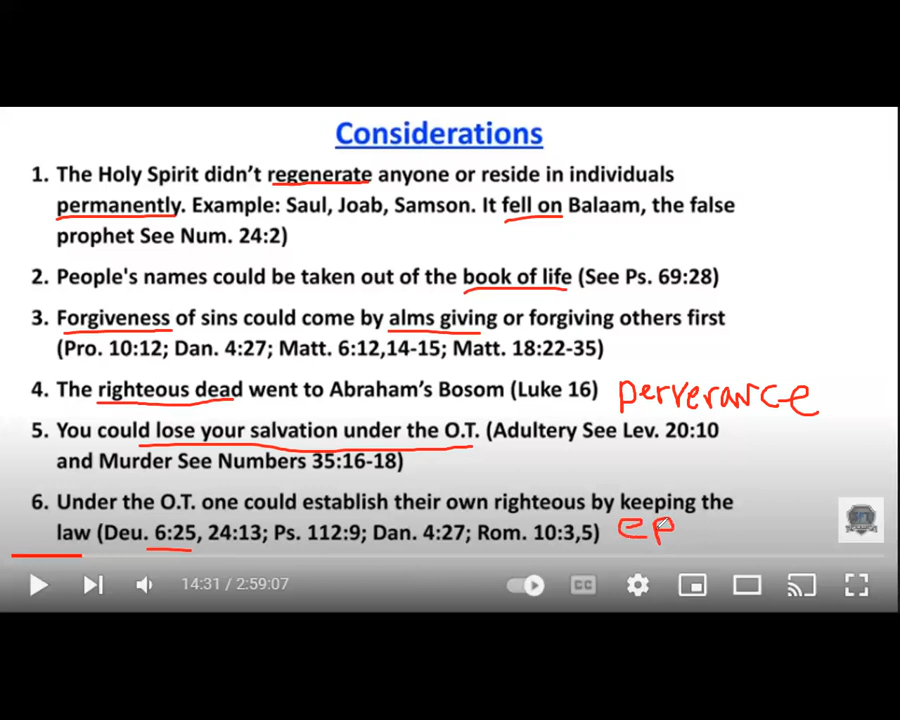 Considerations
1. The Holy Spirit didn't regenerate anyone or reside in individuals
permanently. Example: Saul, Joab, Samson. It fell on Balaam, the false
prophet See Num. 24:2)
2. People's names could be taken out of the book of life (See Ps. 69:28)
3. Forgiveness of sins could come by alms giving or forgiving others first
(Pro. 10:12; Dan. 4:27; Matt. 6:12,14-15; Matt. 18:22-35)
4. The righteous dead went to Abraham's Bosom (Luke 16)
perverance
5. You could lose your salvation under the O.T. (Adultery See Lev. 20:10
and Murder See Numbers 35:16-18)
6. Under the O.T. one could establish their own righteous by keeping the
law (Deu. 6:25, 24:13; Ps. 112:9; Dan. 4:27; Rom. 10:3,5)
ep
14:31 / 2:59:07
CC